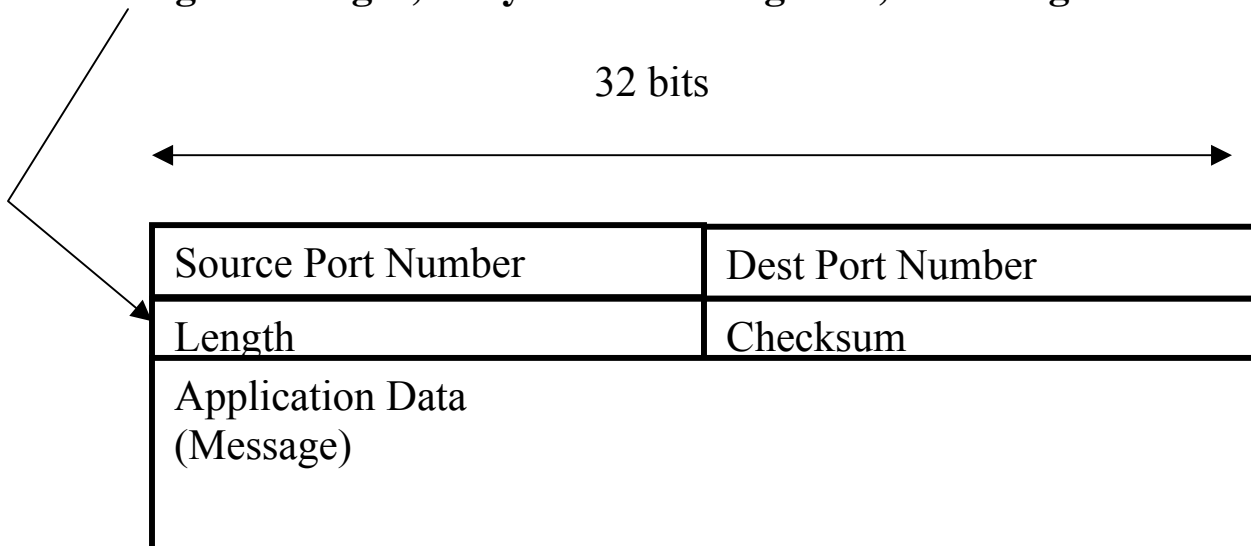 32 bits
Source Port Number
Dest Port Number
Length
Checksum
Application Data
(Message)